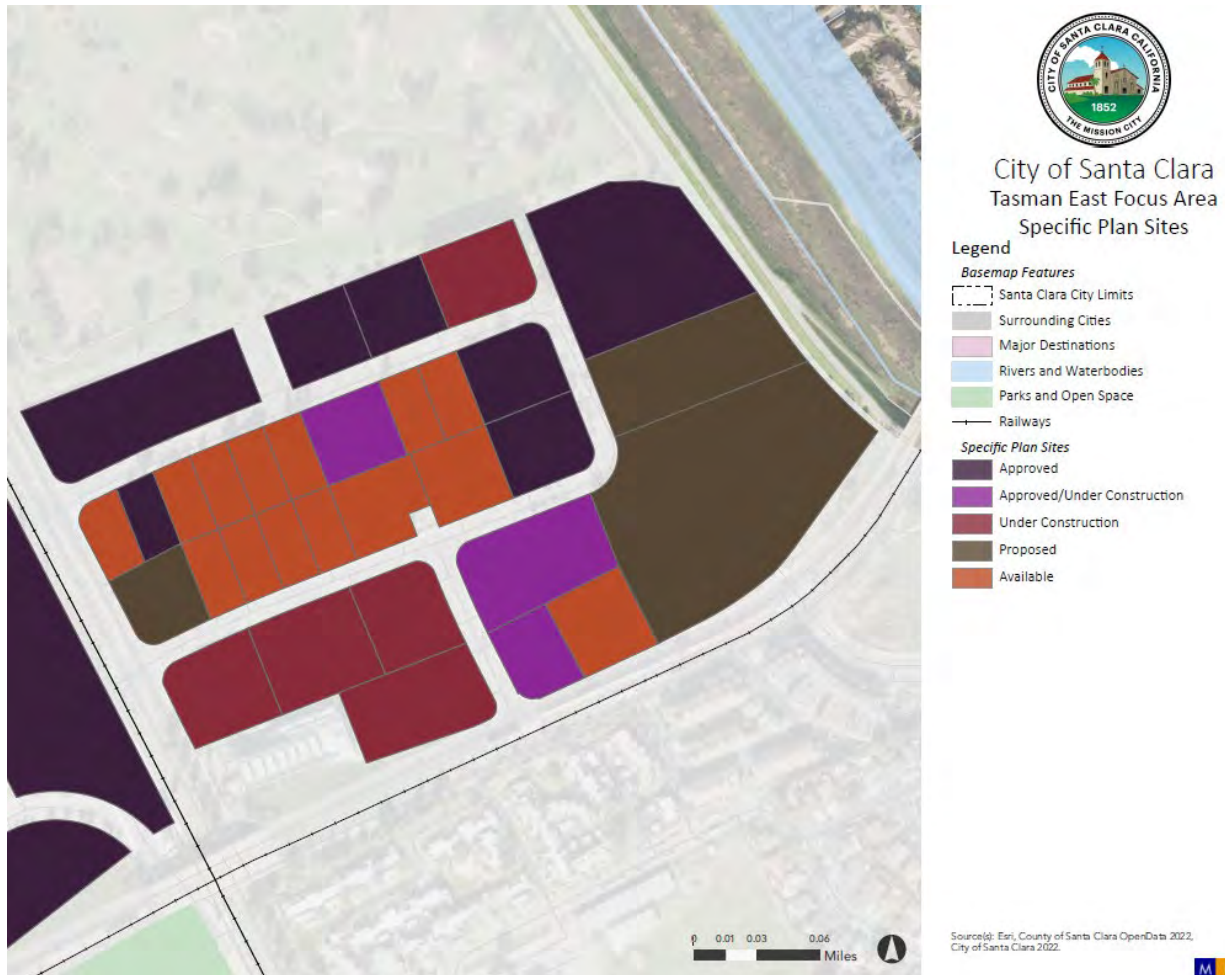 CITY OF SANTA CLARA CALIFORNIA
1852
THE MISSION CITY
City of Santa Clara
Tasman East Focus Area
Specific Plan Sites
Legend
Basemap Features
Santa Clara City Limits
Surrounding Cities
Major Destinations
Rivers and Waterbodies
Parks and Open Space
Railways
Specific Plan Sites
Approved
Approved/Under Construction
Under Construction
Proposed
Available
0 0.01 0.03 0.06
Miles
Source(s): Esri, County of Santa Clara OpenData 2022,
City of Santa Clara 2022.
M